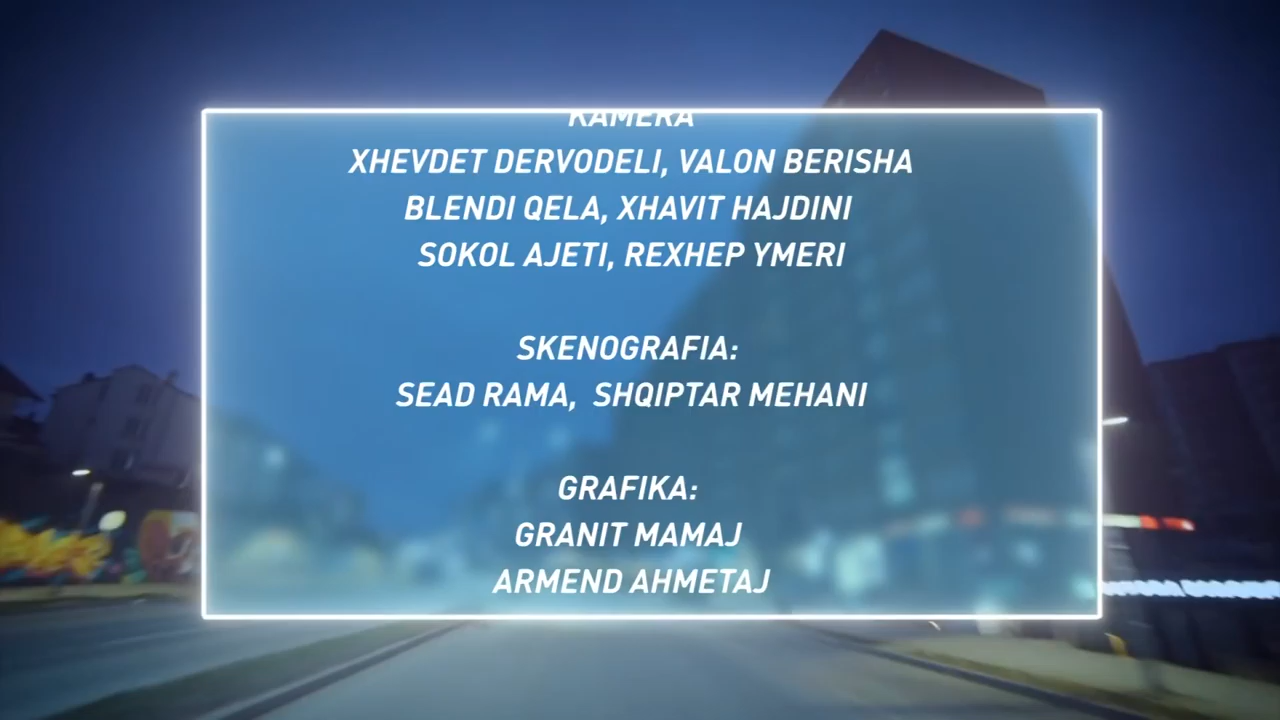 KAMERA
XHEVDET DERVODELI, VALON BERISHA
BLENDI QELA, XHAVIT HAJDINI
SOKOL AJETI, REXHEP YMERI
SKENOGRAFIA:
SEAD RAMA, SHQIPTAR MEHANI
GRAFIKA:
GRANIT MAMAJ
ARMEND AHMETAJ